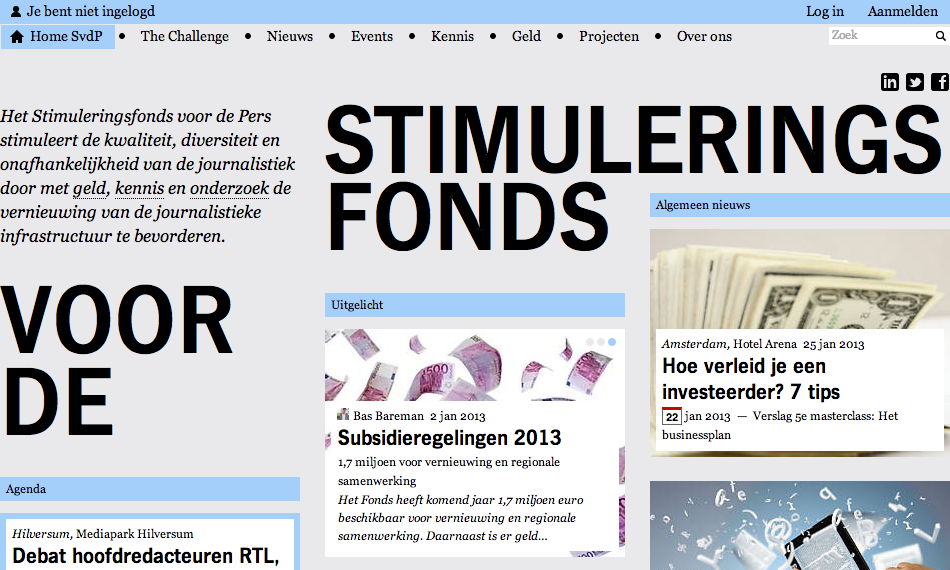 Je bent niet ingelogd
Log in
Aanmelden
Home SvdP
The Challenge
Nieuws
Events
Kennis
Geld
Projecten
Over ons
Zoek
Het Stimuleringsfonds voor de Pers
stimuleert de kwaliteit, diversiteit en
onafhankelijkheid van de journalistiek
door met geld, kennis en onderzoek de
vernieuwing van de journalistieke
infrastructuur te bevorderen.
STIMULERINGS
FONDS
VOOR
DE
Agenda
Hilversum, Mediapark Hilversum
Debat hoofdredacteuren RTL,
Uitgelicht
500
Bas Bareman 2 jan 2013
Subsidieregelingen 2013
1,7 miljoen voor vernieuwing en regionale
samenwerking
Het Fonds heeft komend jaar 1,7 miljoen euro
beschikbaar voor vernieuwing en regionale
samenwerking. Daarnaast is er geld...
Algemeen nieuws
Amsterdam, Hotel Arena 25 jan 2013
Hoe verleid je een
investeerder? 7 tips
22 jan 2013 — Verslag 5e masterclass: Het
businessplan